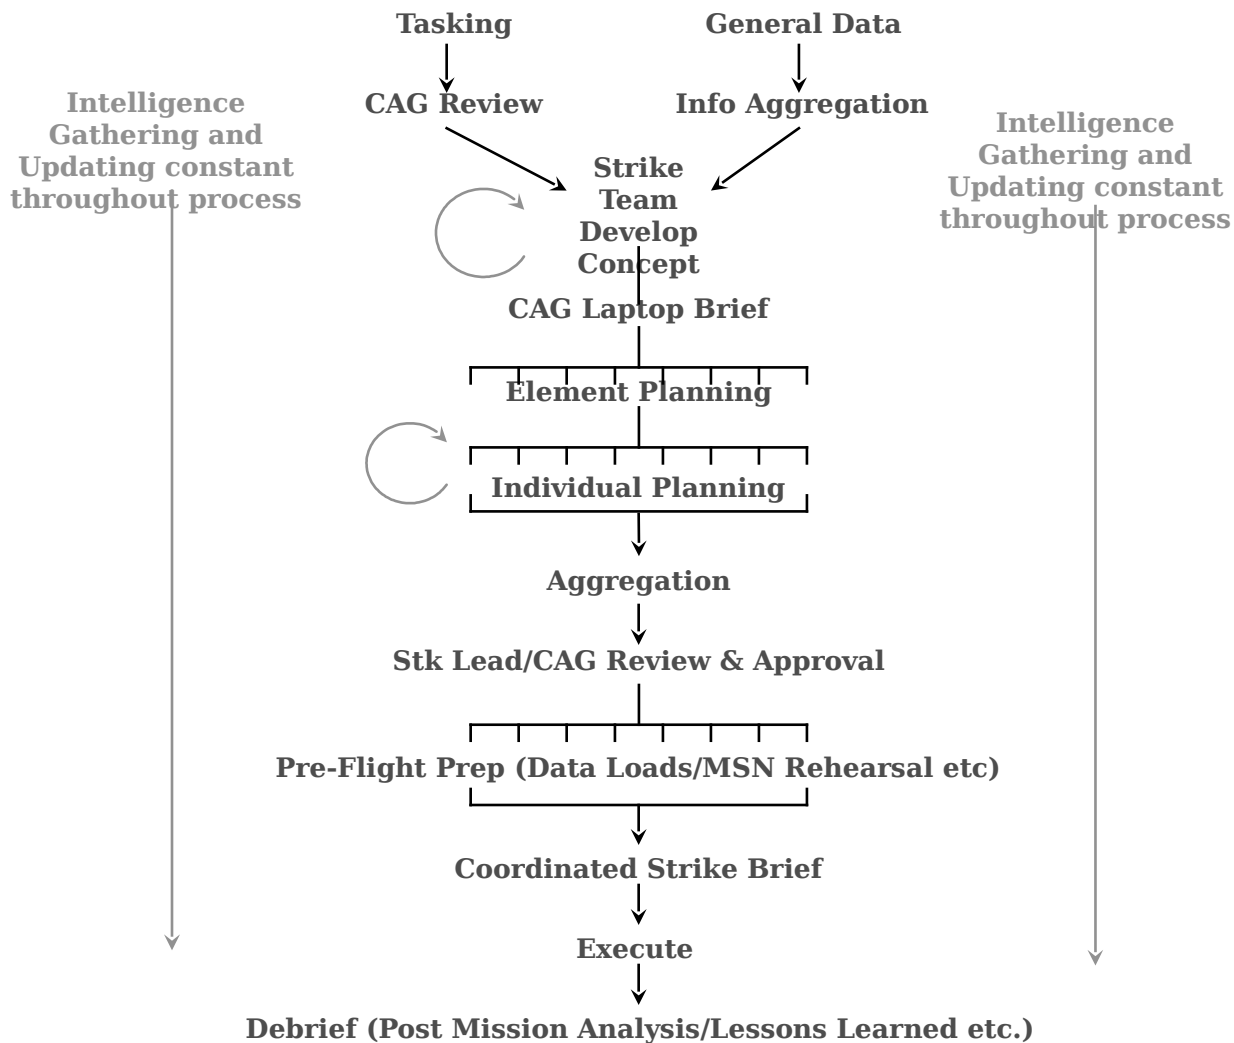 Tasking
General Data
CAG Review
Info Aggregation
Intelligence
Gathering and
Updating constant
throughout process
Intelligence
Gathering and
Updating constant
throughout process
Strike
Team
Develop
Concept
CAG Laptop Brief
Element Planning
Individual Planning
Aggregation
Stk Lead/CAG Review & Approval
Pre-Flight Prep (Data Loads/MSN Rehearsal etc)
Coordinated Strike Brief
Execute
Debrief (Post Mission Analysis/Lessons Learned etc.)